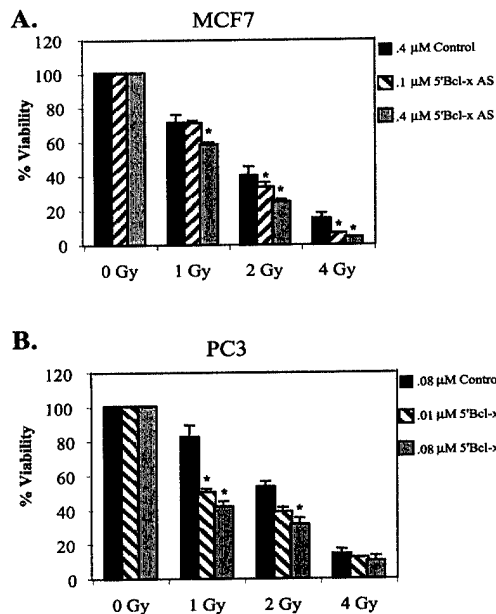 A.
MCF7
.4 µM Control
.1 µM 5'Bcl-x AS
.4 µM 5'Bcl-x AS
% Viability
120
100
80
60
40
20
0
*
*
*
*
*
0 Gy
1 Gy
2 Gy
4 Gy
B.
PC3
.08 µM Control
.01 µM 5'Bcl-x
.08 µM 5'Bcl-x
% Viability
120
100
80
60
40
20
0
*
*
*
0 Gy
1 Gy
2 Gy
4 Gy